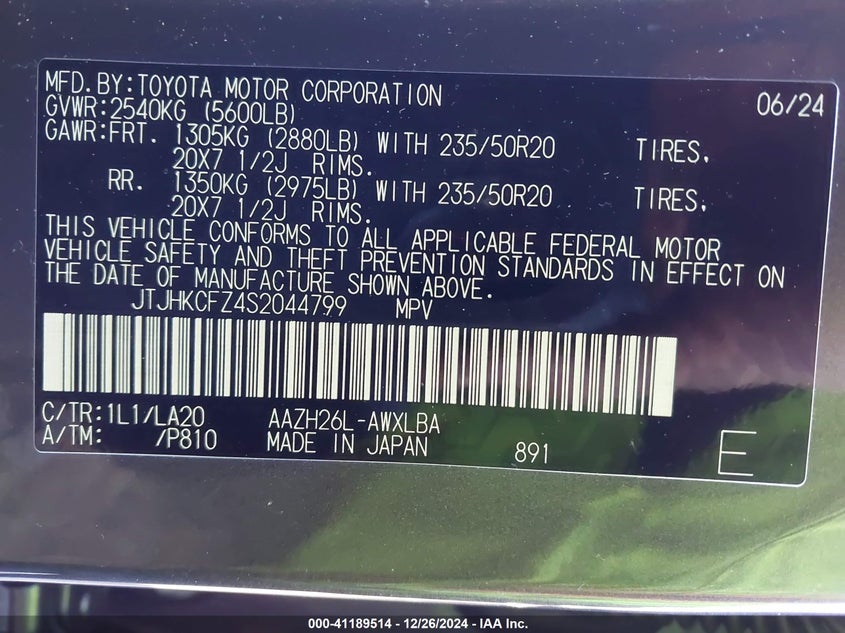 MFD.BY:TOYOTA MOTOR CORPORATION 06/24
GVWR:2540KG (5600LB)
GAWR:FRT. 1305KG (2880LB) WITH 235/50R20 TIRES,
20X7 1/2J RIMS.
RR. 1350KG (2975LB) WITH 235/50R20 TIRES,
20X7 1/2J RIMS.
THIS VEHICLE CONFORMS TO ALL APPLICABLE FEDERAL MOTOR
VEHICLE SAFETY AND THEFT PREVENTION STANDARDS IN EFFECT ON
THE DATE OF MANUFACTURE SHOWN ABOVE.
JTJHKCFZ4S2044799 MPV
C/TR:1L1/LA20 AAZH26L-AWXLBA
A/TM: /P810 MADE IN JAPAN 891 E
000-41189514 - 12/26/2024 - IAA Inc.